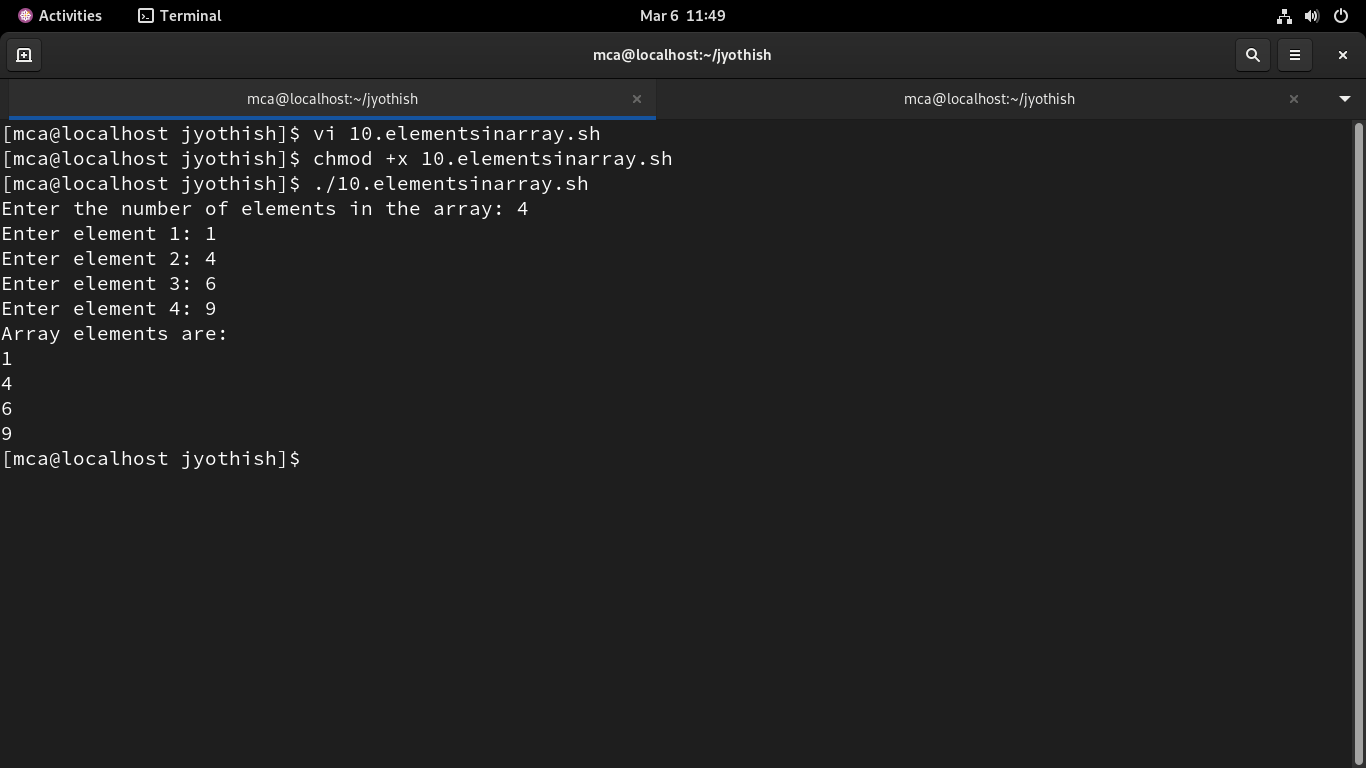 Activities Terminal Mar 6 11:49
mca@localhost:~/jyothish
mca@localhost:~/jyothish mca@localhost:~/jyothish
[mca@localhost jyothish]$ vi 10.elementsinarray.sh
[mca@localhost jyothish]$ chmod +x 10.elementsinarray.sh
[mca@localhost jyothish]$ ./10.elementsinarray.sh
Enter the number of elements in the array: 4
Enter element 1: 1
Enter element 2: 4
Enter element 3: 6
Enter element 4: 9
Array elements are:
1
4
6
9
[mca@localhost jyothish]$